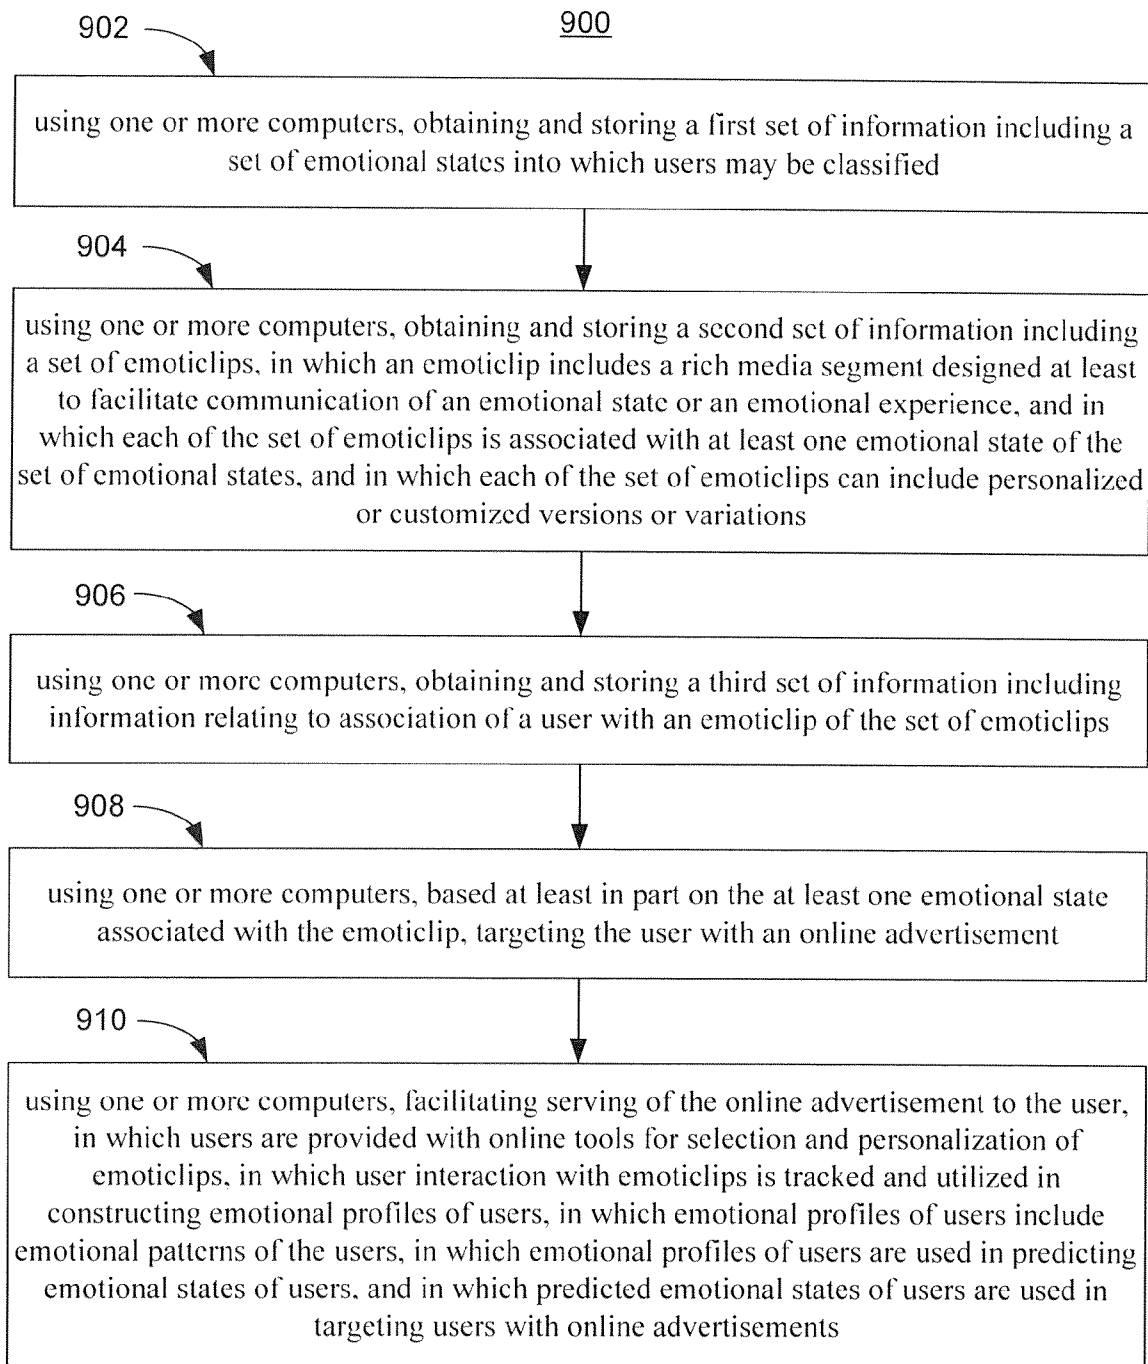 902
900
using one or more computers, obtaining and storing a first set of information including a
set of emotional states into which users may be classified
904
using one or more computers, obtaining and storing a second set of information including
a set of emoticlips, in which an emoticlip includes a rich media segment designed at least
to facilitate communication of an emotional state or an emotional experience, and in
which each of the set of emoticlips is associated with at least one emotional state of the
set of emotional states, and in which each of the set of emoticlips can include personalized
or customized versions or variations
906
using one or more computers, obtaining and storing a third set of information including
information relating to association of a user with an emoticlip of the set of emoticlips
908
using one or more computers, based at least in part on the at least one emotional state
associated with the emoticlip, targeting the user with an online advertisement
910
using one or more computers, facilitating serving of the online advertisement to the user,
in which users are provided with online tools for selection and personalization of
emoticlips, in which user interaction with emoticlips is tracked and utilized in
constructing emotional profiles of users, in which emotional profiles of users include
emotional patterns of the users, in which emotional profiles of users are used in predicting
emotional states of users, and in which predicted emotional states of users are used in
targeting users with online advertisements